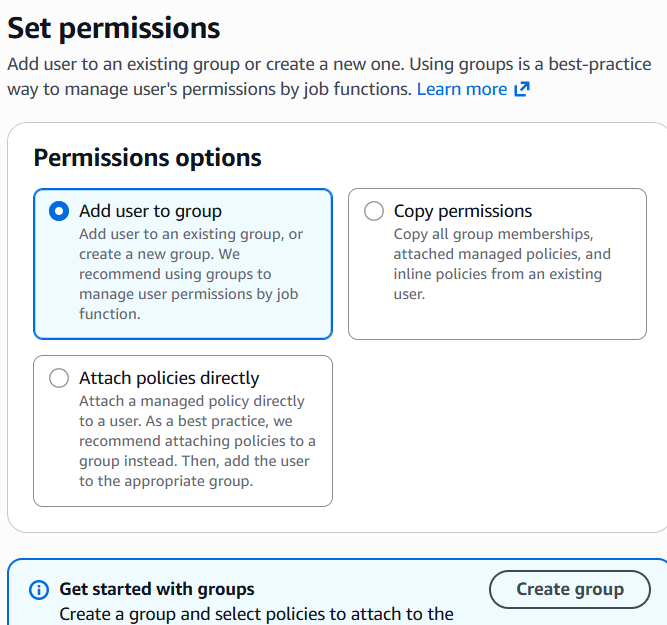 Set permissions
Add user to an existing group or create a new one. Using groups is a best-practice
way to manage user's permissions by job functions. Learn more
Permissions options
Add user to group
Add user to an existing group, or
create a new group. We
recommend using groups to
manage user permissions by job
function.
Copy permissions
Copy all group memberships,
attached managed policies, and
inline policies from an existing
user.
Attach policies directly
Attach a managed policy directly
to a user. As a best practice, we
recommend attaching policies to a
group instead. Then, add the user
to the appropriate group.
Get started with groups
Create group
Create a group and select policies to attach to the